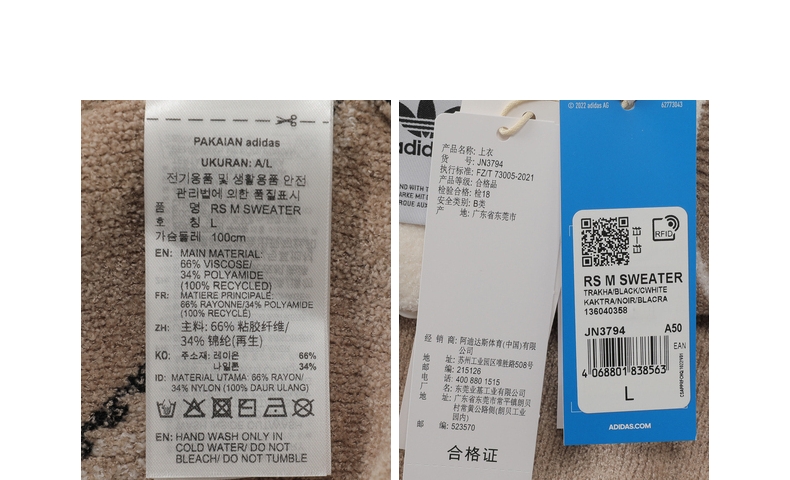 PAKAIAN adidas
UKURAN: A/L
전기용품 및 생활용품 안전
관리법에 의한 품질표시
품 명 RS M SWEATER
호 칭 L
가슴둘레 100cm
EN: MAIN MATERIAL:
66% VISCOSE/
34% POLYAMIDE
(100% RECYCLED)
FR: MATIERE PRINCIPALE:
66% RAYONNE/34% POLYAMIDE
(100% RECYCLÉ)
ZH: 主料: 66% 粘胶纤维/
34% 锦纶(再生)
KO: 주소재: 레이온 66%
나일론 34%
ID: MATERIAL UTAMA: 66% RAYON/
34% NYLON (100% DAUR ULANG)
EN: HAND WASH ONLY IN
COLD WATER/ DO NOT
BLEACH/ DO NOT TUMBLE
adidas
产品名称: 上衣
货 号: JN3794
执行标准: FZ/T 73005-2021
产品等级: 合格品
检验合格: 检18
安全类别: B类
产 地: 广东省东莞市
经 销 商: 阿迪达斯体育(中国)有限
公司
地 址: 苏州工业园区唯胜路508号
邮 编: 215126
电 话: 400 880 1515
厂 名: 东莞业基工业有限公司
地 址: 广东省东莞市常平镇朗贝
村常黄公路侧(朗贝工业
园内)
邮 编: 523570
合格证
© 2022 adidas AG
62773043
RFID
RS M SWEATER
TRAKHA/BLACK/CWHITE
KAKTRA/NOIR/BLACRA
136040358
JN3794 A50
EAN
4 068801 838563
L
ADIDAS.COM